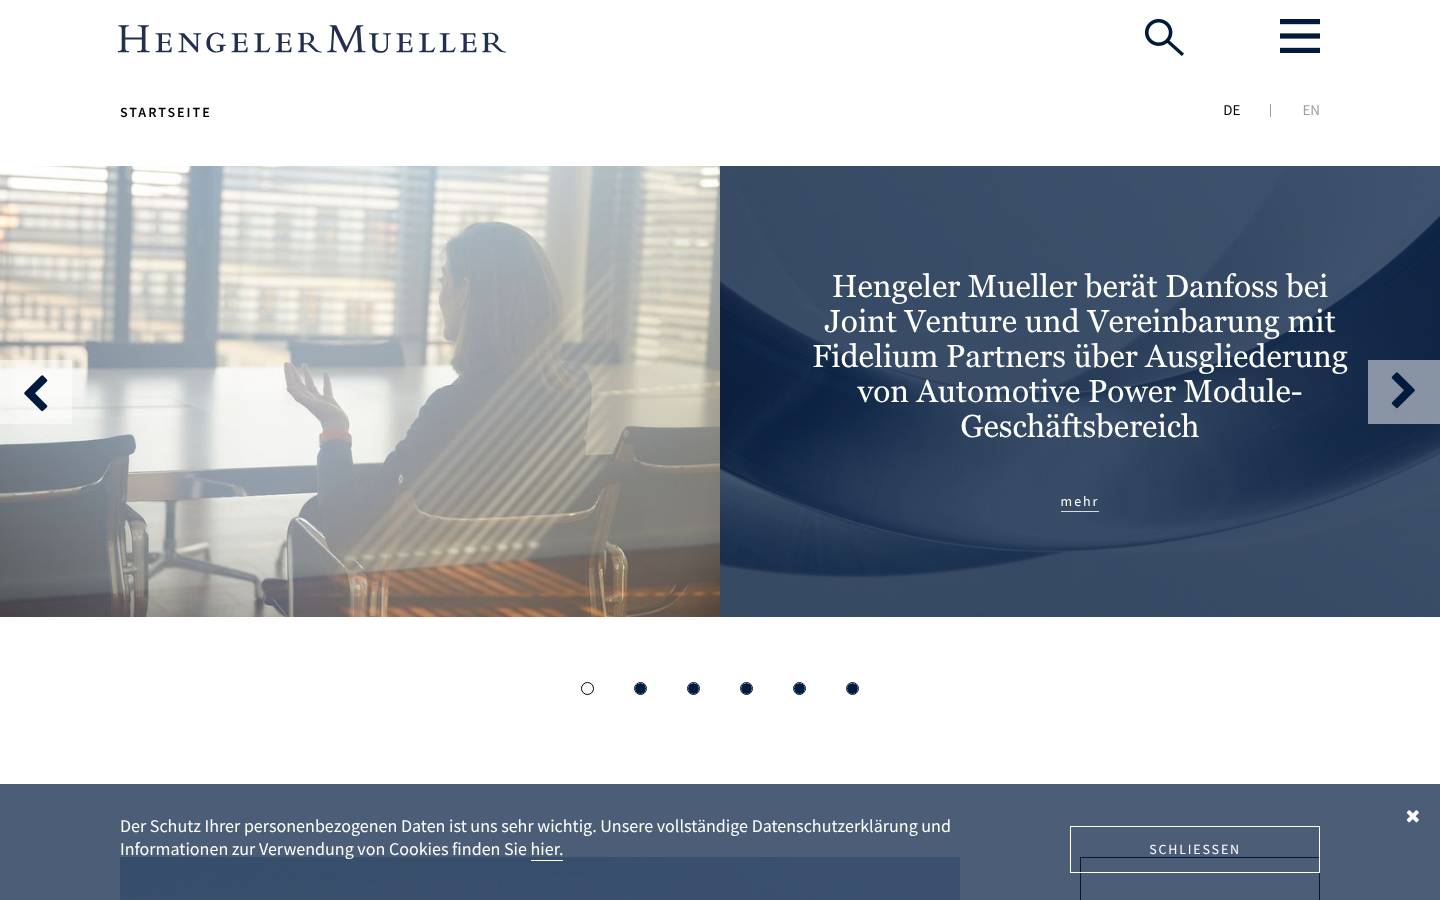 HENGELER MUELLER
STARTSEITE
DE | EN
Hengeler Mueller berät Danfoss bei
Joint Venture und Vereinbarung mit
Fidelium Partners über Ausgliederung
von Automotive Power Module-
Geschäftsbereich
mehr
Der Schutz Ihrer personenbezogenen Daten ist uns sehr wichtig. Unsere vollständige Datenschutzerklärung und
Informationen zur Verwendung von Cookies finden Sie hier.
SCHLIESSEN